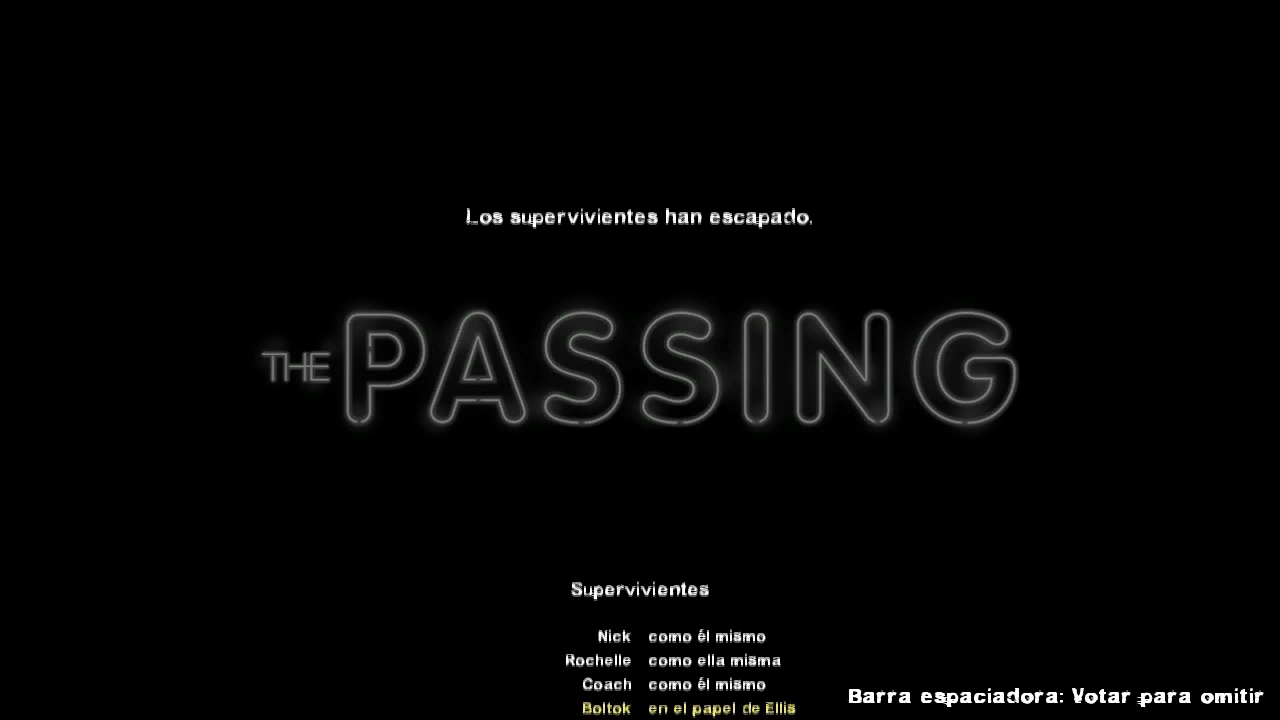 Los supervivientes han escapado.
THE PASSING
Supervivientes
Nick como él mismo
Rochelle como ella misma
Coach como él mismo
Boltok en el papel de Ellis
Barra espaciadora: Votar para omitir